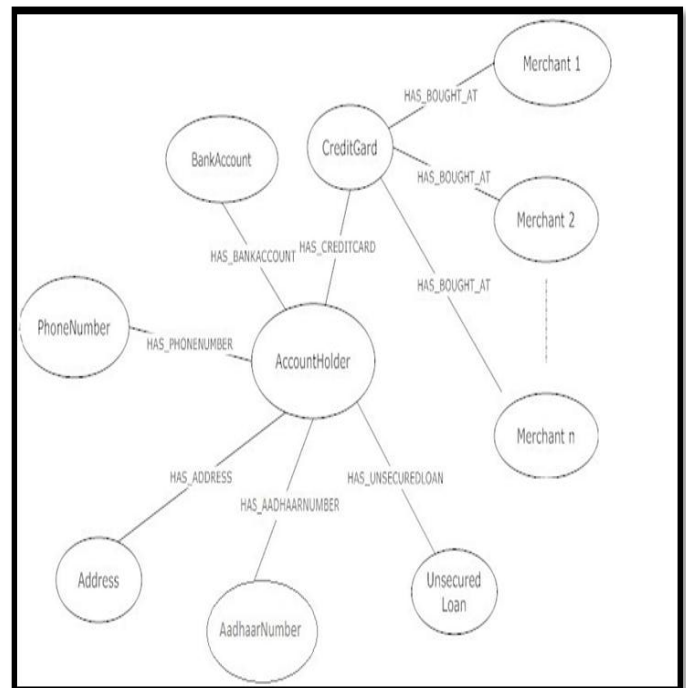 Merchant 1
HAS_BOUGHT_AT
CreditGard
BankAccount
HAS_BOUGHT_AT
Merchant 2
HAS_BANKACCOUNT
HAS_CREDITCARD
HAS_BOUGHT_AT
PhoneNumber
HAS_PHONENUMBER
AccountHolder
Merchant n
HAS_ADDRESS
HAS_UNSECUREDLOAN
HAS_AADHAARNUMBER
Address
Unsecured
Loan
AadhaarNumber